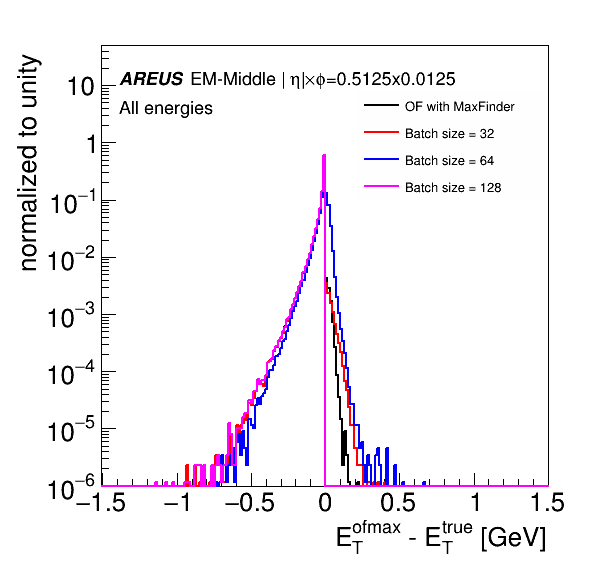 AREUS EM-Middle | η|×ϕ=0.5125x0.0125
All energies
OF with MaxFinder
Batch size = 32
Batch size = 64
Batch size = 128
normalized to unity
10
1
10⁻¹
10⁻²
10⁻³
10⁻⁴
10⁻⁵
10⁻⁶
−1.5 −1 −0.5 0 0.5 1 1.5
E_T^ofmax - E_T^true [GeV]